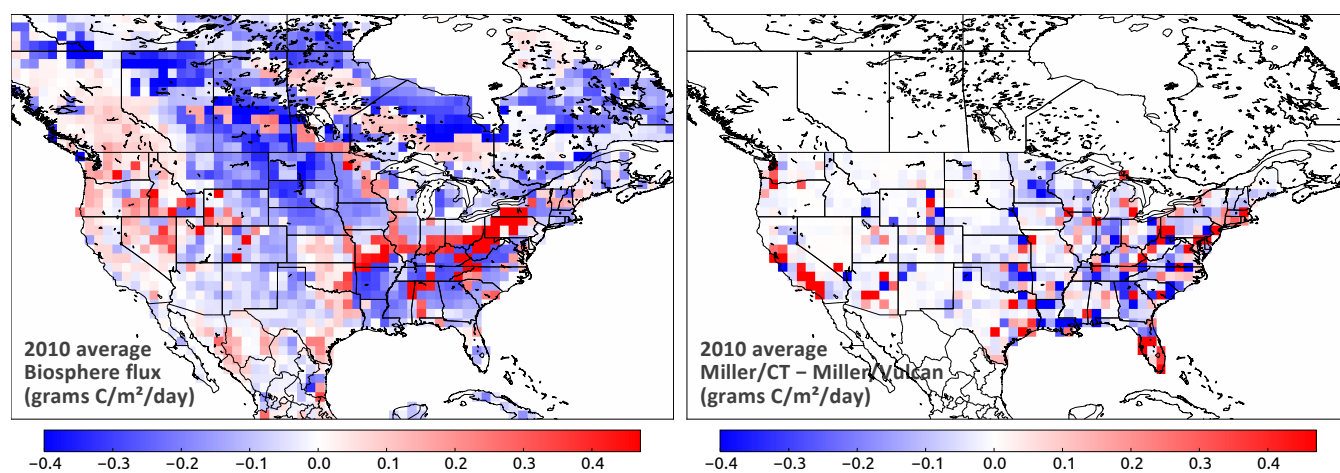 2010 average
Biosphere flux
(grams C/m²/day)
−0.4 −0.3 −0.2 −0.1 0.0 0.1 0.2 0.3 0.4
2010 average
Miller/CT − Miller/Vulcan
(grams C/m²/day)
−0.4 −0.3 −0.2 −0.1 0.0 0.1 0.2 0.3 0.4